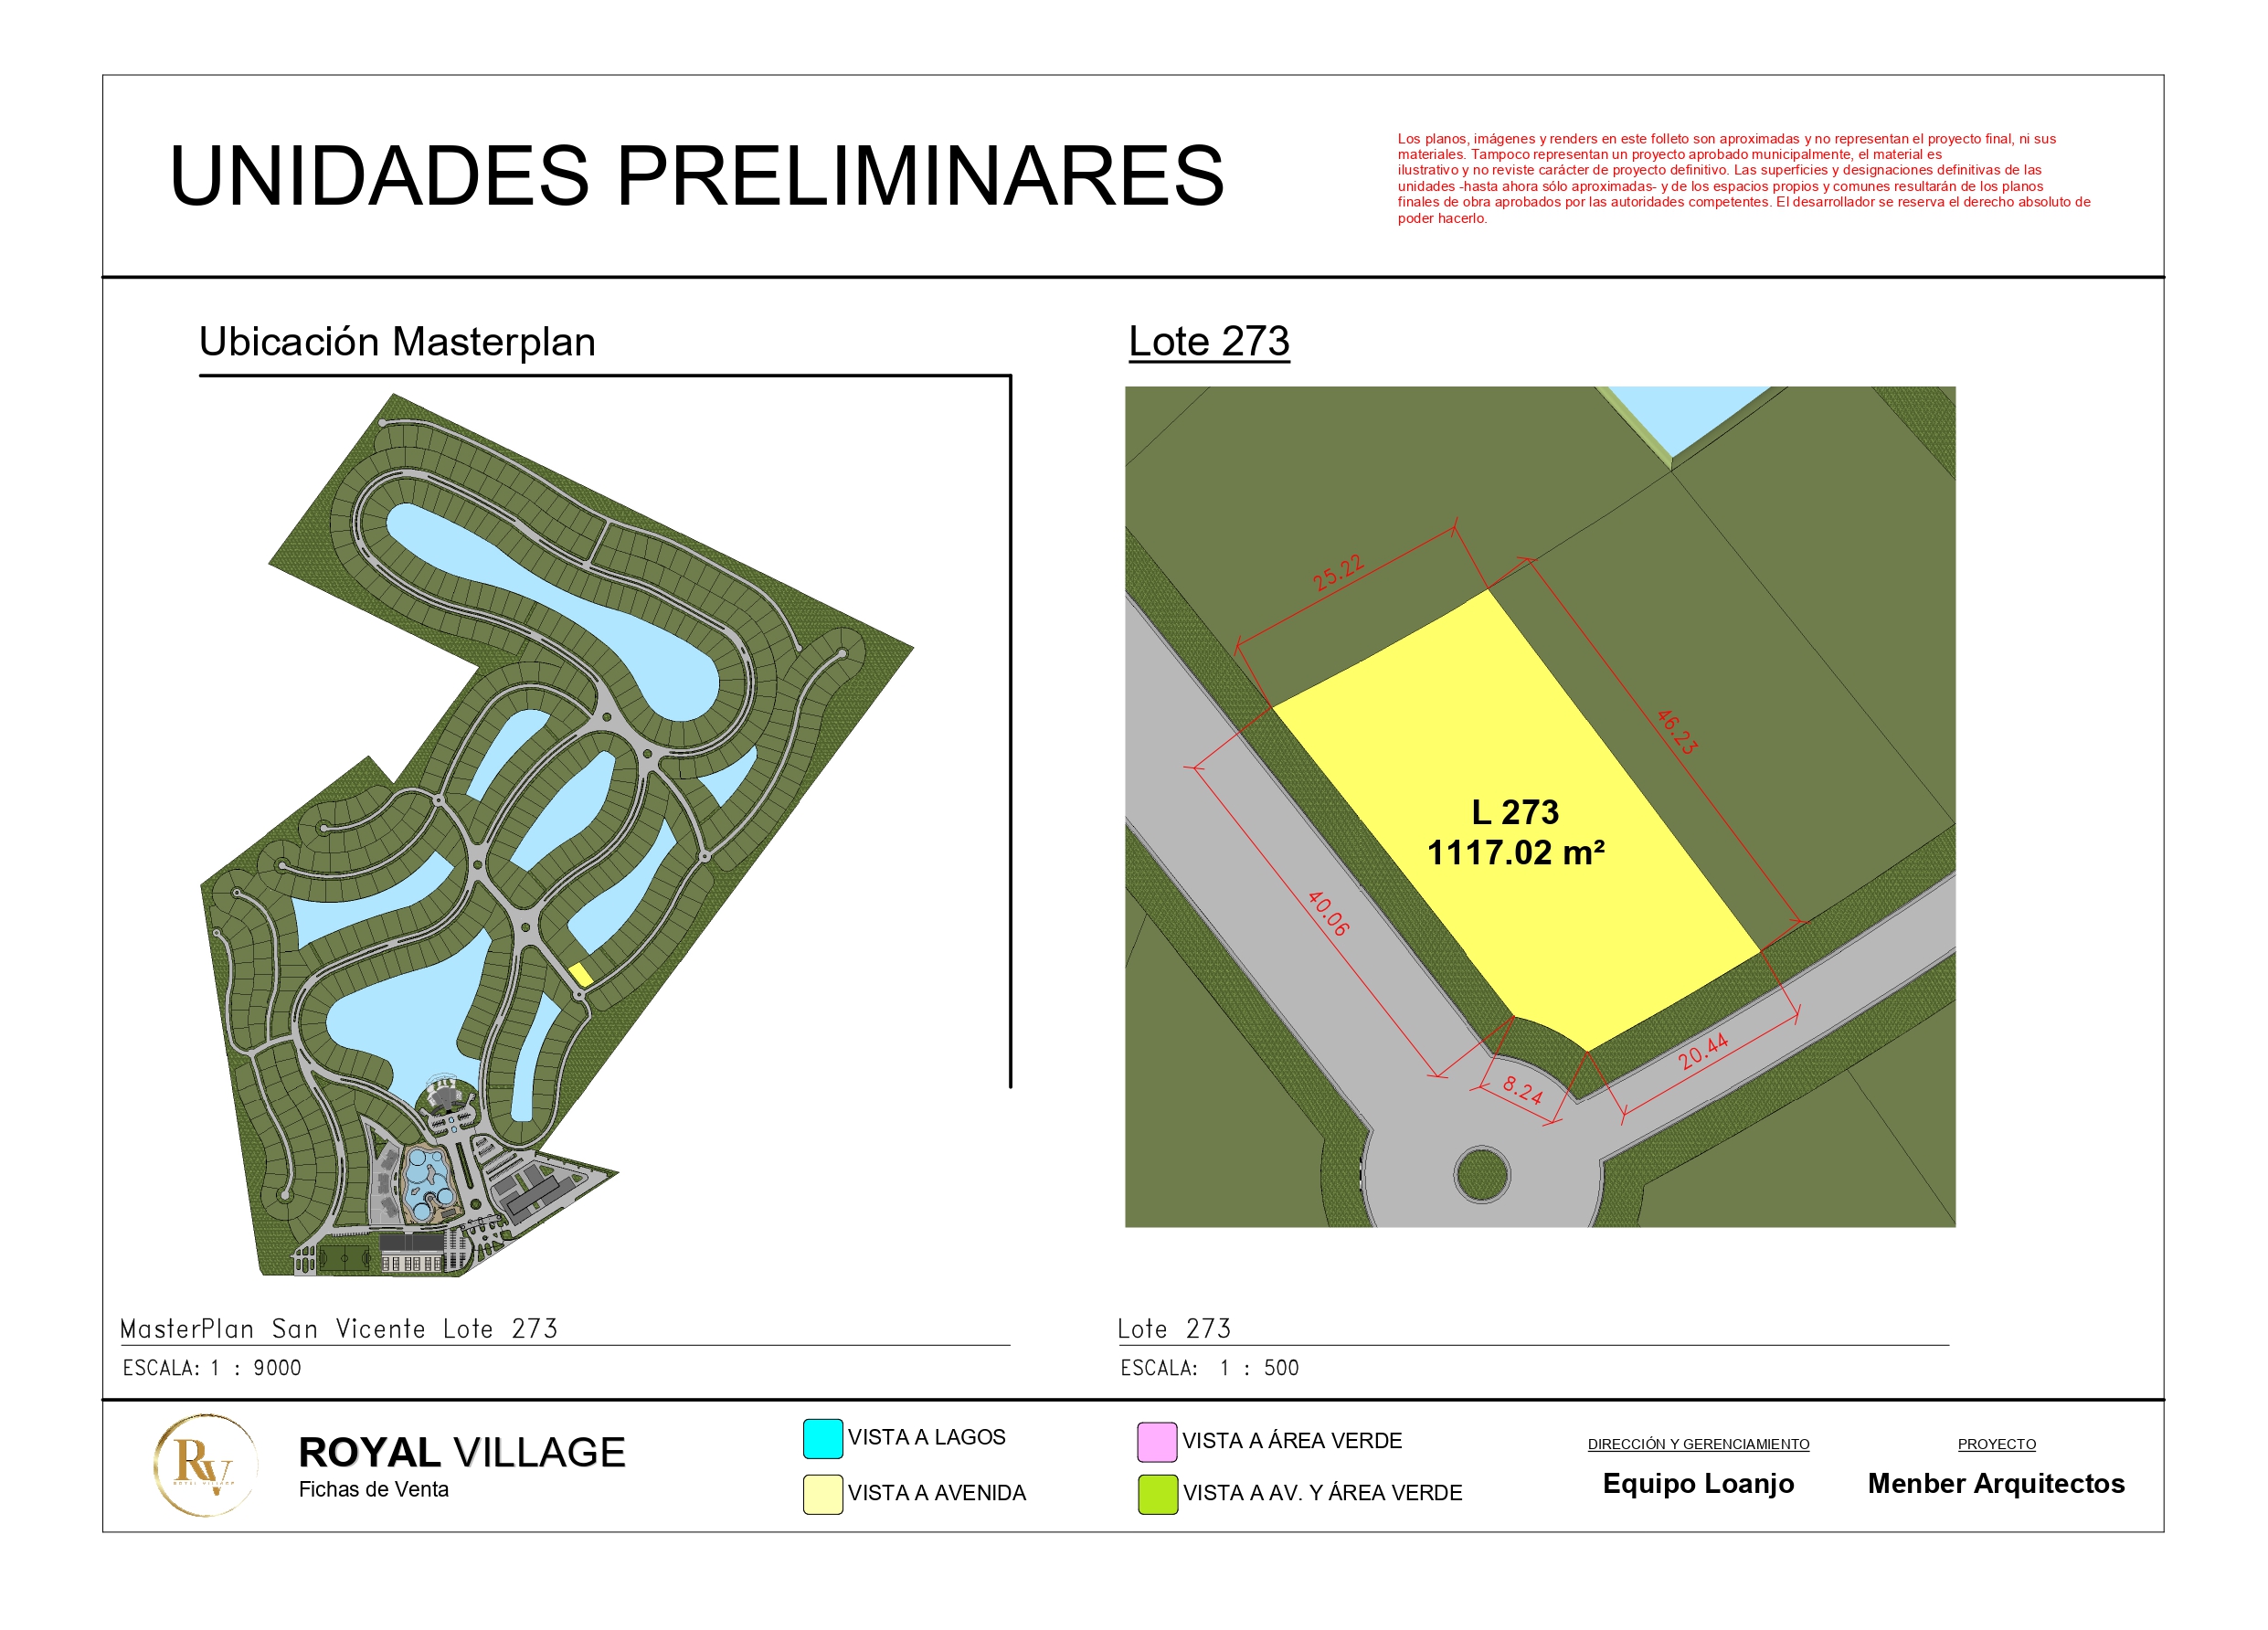 UNIDADES PRELIMINARES
Los planos, imágenes y renders en este folleto son aproximadas y no representan el proyecto final, ni sus
materiales. Tampoco representan un proyecto aprobado municipalmente, el material es
ilustrativo y no reviste carácter de proyecto definitivo. Las superficies y designaciones definitivas de las
unidades -hasta ahora sólo aproximadas- y de los espacios propios y comunes resultarán de los planos
finales de obra aprobados por las autoridades competentes. El desarrollador se reserva el derecho absoluto de
poder hacerlo.
Ubicación Masterplan
Lote 273
25.22
46.23
L 273
1117.02 m²
40.06
20.44
8.24
MasterPlan San Vicente Lote 273
ESCALA: 1 : 9000
Lote 273
ESCALA: 1 : 500
RV
ROYAL VILLAGE
ROYAL VILLAGE
Fichas de Venta
VISTA A LAGOS
VISTA A AVENIDA
VISTA A ÁREA VERDE
VISTA A AV. Y ÁREA VERDE
DIRECCIÓN Y GERENCIAMIENTO
Equipo Loanjo
PROYECTO
Menber Arquitectos